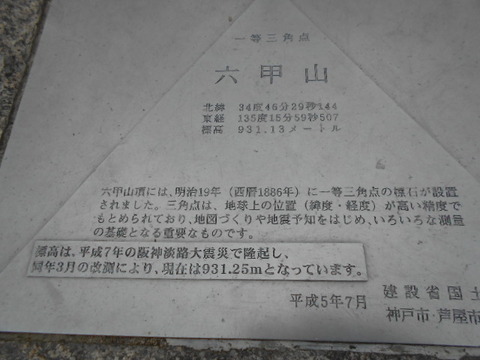 一等三角点
六甲山
北緯 34度46分29秒144
東経 135度15分59秒507
標高 931.13メートル
六甲山頂には、明治19年（西暦1886年）に一等三角点の標石が設置
されました。三角点は、地球上の位置（緯度・経度）が高い精度で
もとめられており、地図づくりや地震予知をはじめ、いろいろな測量
の基礎となる重要なものです。
標高は、平成7年の阪神淡路大震災で隆起し、
同年3月の改測により、現在は931.25mとなっています。
平成5年7月 建設省国土
神戸市・芦屋市